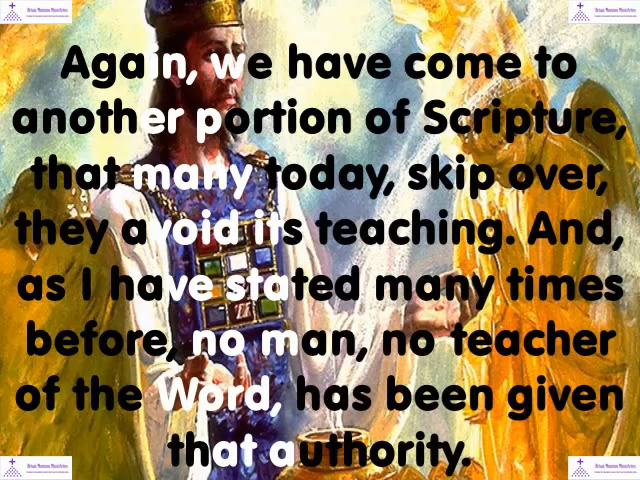 Again, we have come to
another portion of Scripture,
that many today, skip over,
they avoid its teaching. And,
as I have stated many times
before, no man, no teacher
of the Word, has been given
that authority.